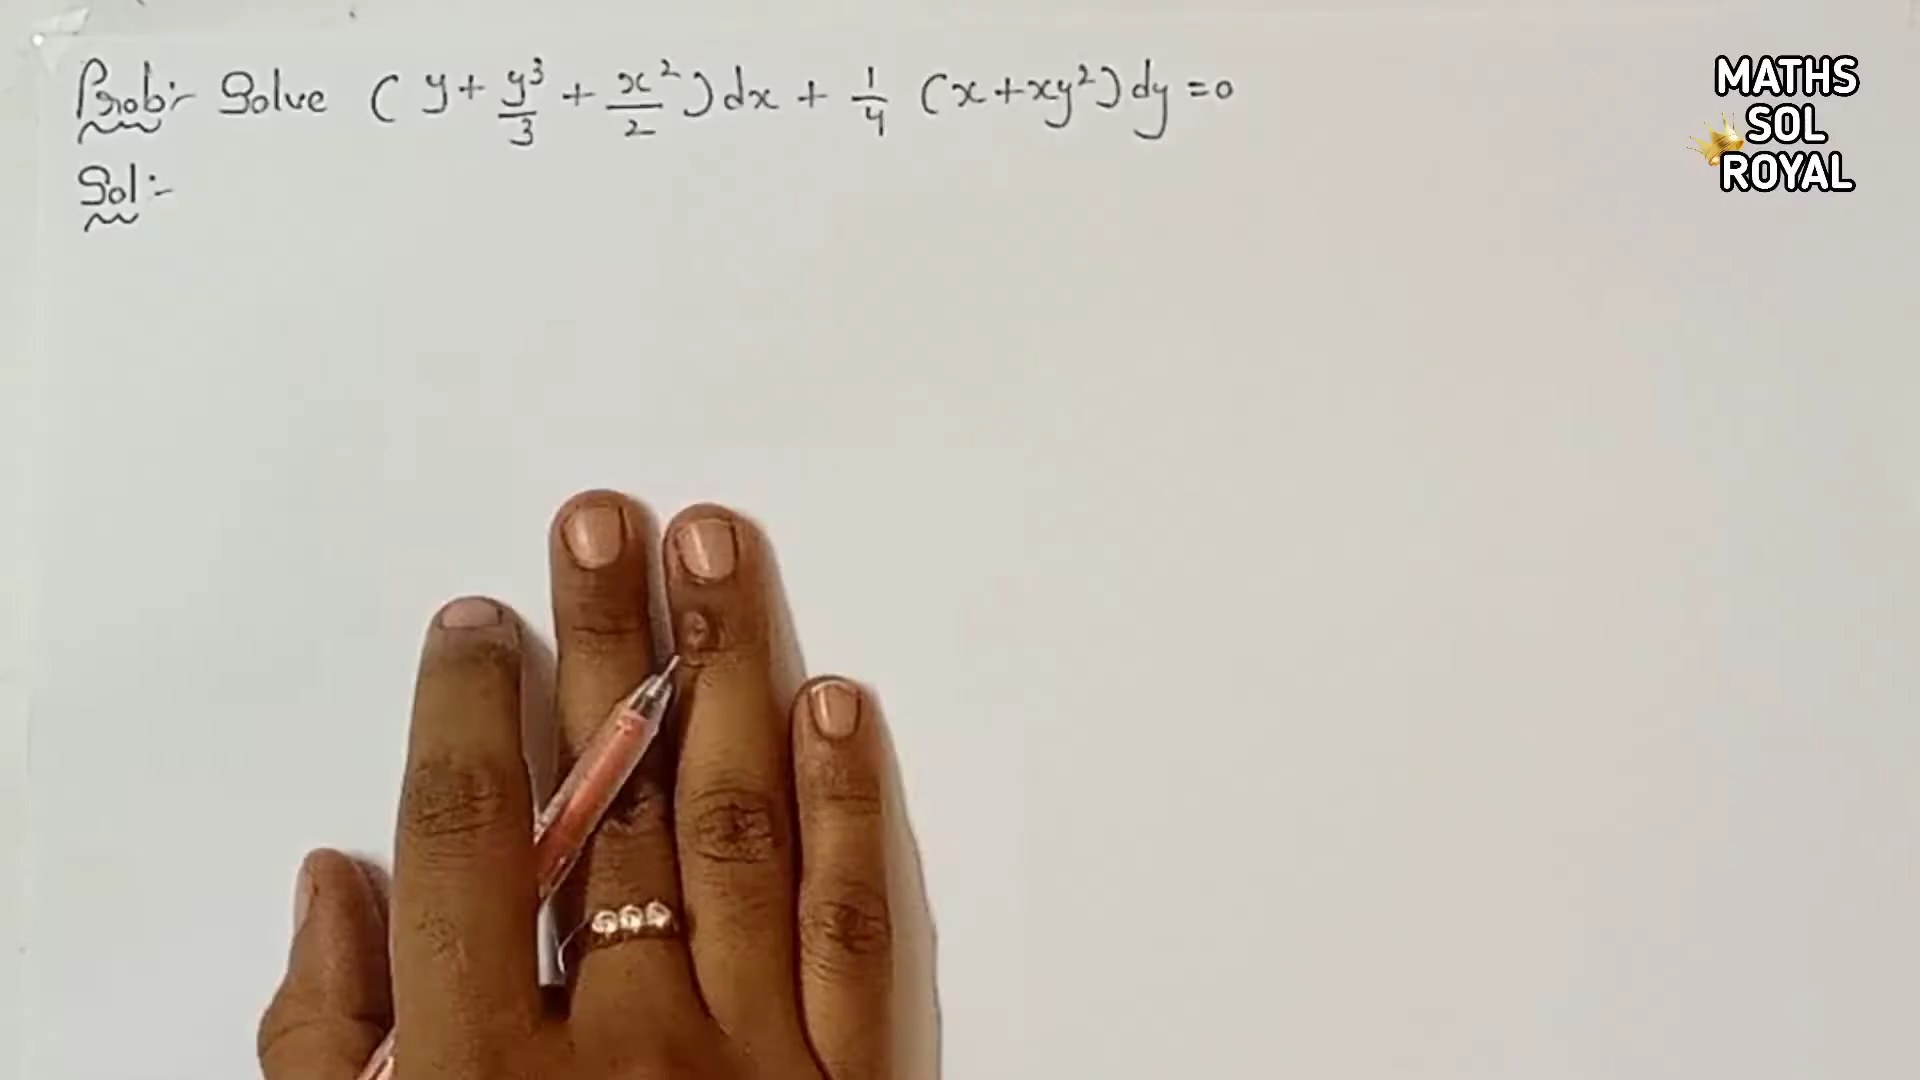 Prob:- Solve (y + y³/3 + x²/2) dx + 1/4 (x + xy²) dy = 0
Sol:-
MATHS
SOL
ROYAL